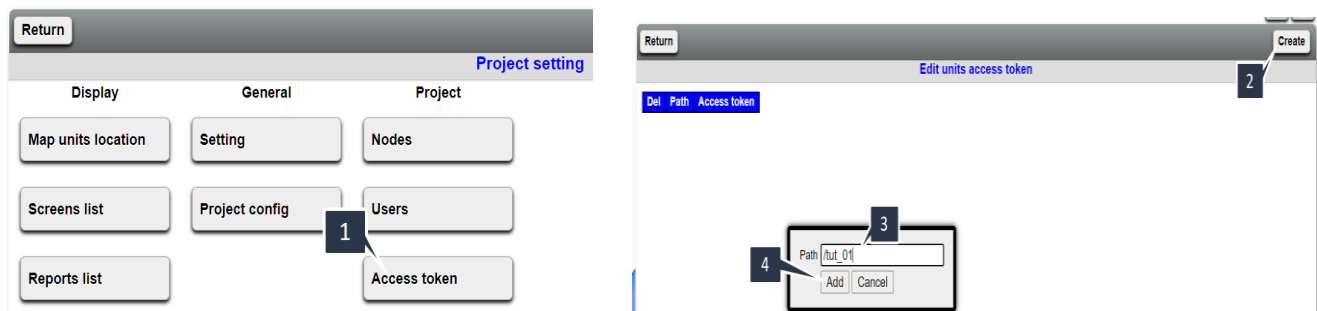 Return
Project setting
Display General Project
Map units location Setting Nodes
Screens list Project config Users
1
Reports list Access token
Return Create
Edit units access token
2
Del Path Access token
3
Path /tut_01
4
Add Cancel